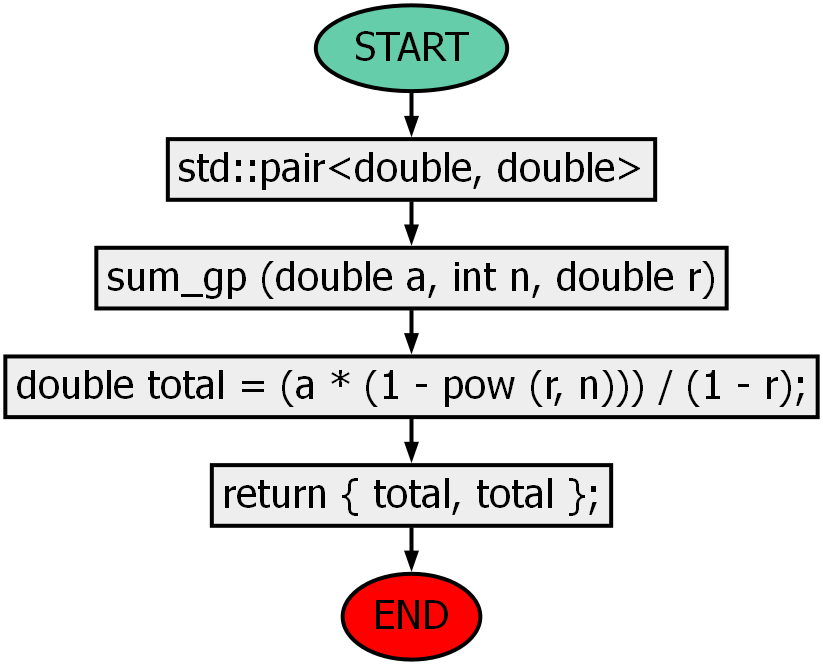 START
std::pair<double, double>
sum_gp (double a, int n, double r)
double total = (a * (1 - pow (r, n))) / (1 - r);
return { total, total };
END